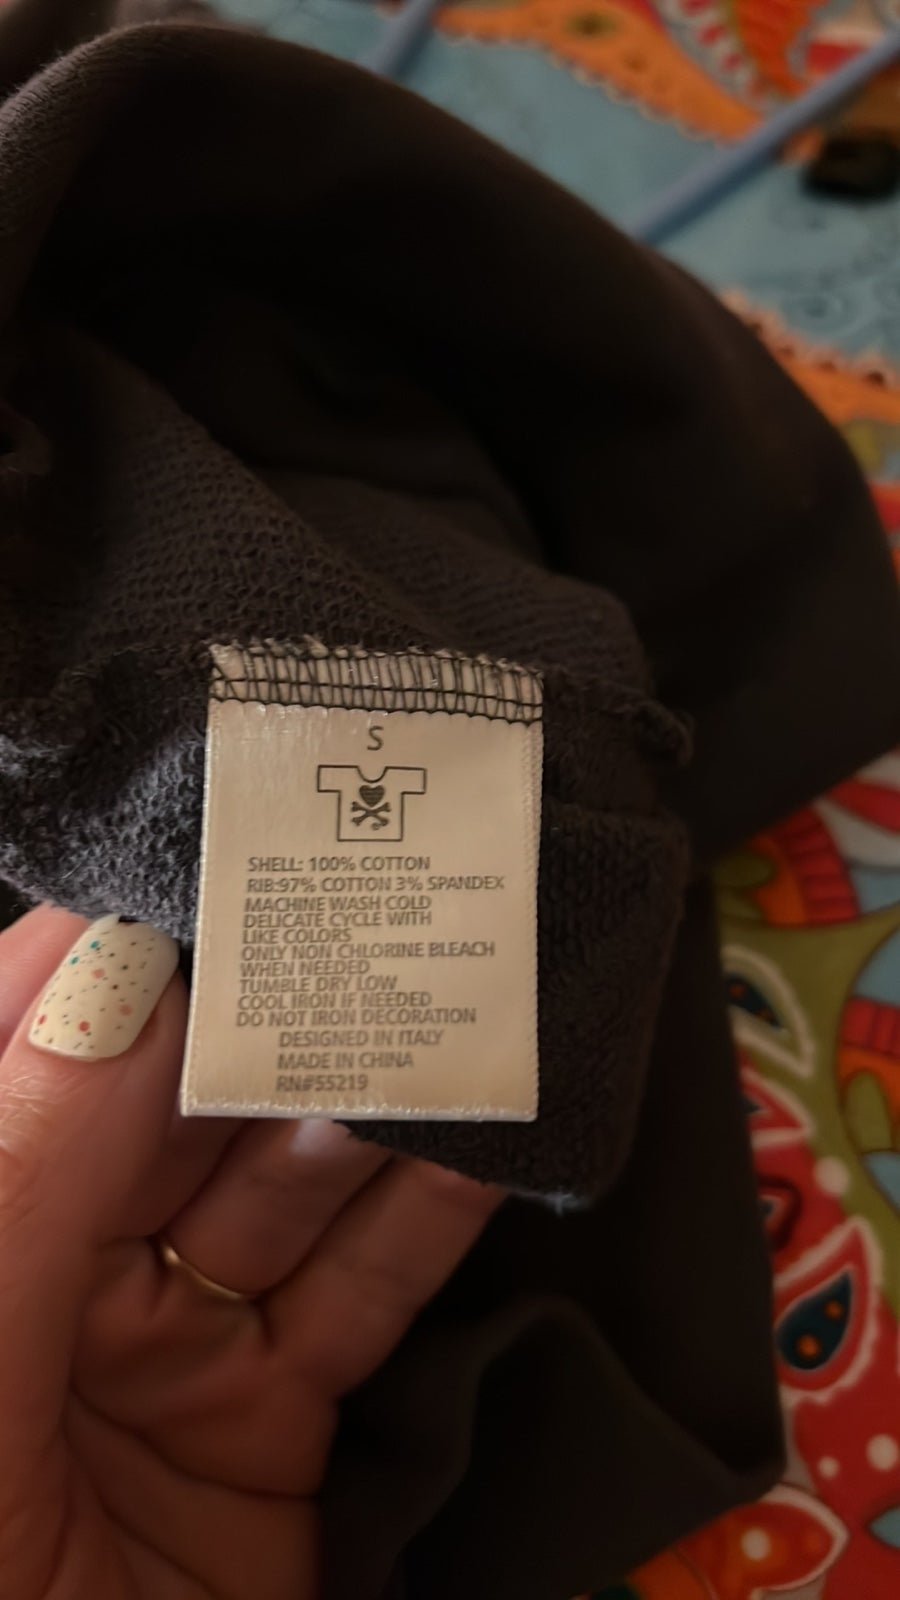 S
SHELL: 100% COTTON
RIB:97% COTTON 3% SPANDEX
MACHINE WASH COLD
DELICATE CYCLE WITH
LIKE COLORS
ONLY NON CHLORINE BLEACH
WHEN NEEDED
TUMBLE DRY LOW
COOL IRON IF NEEDED
DO NOT IRON DECORATION
DESIGNED IN ITALY
MADE IN CHINA
RN#55219